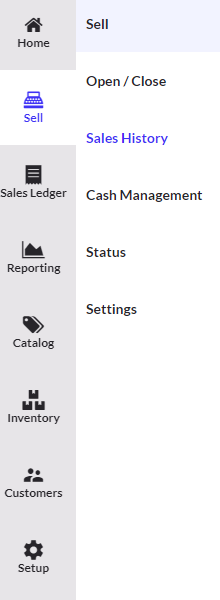 Home
Sell
Sales Ledger
Reporting
Catalog
Inventory
Customers
Setup
Sell
Open / Close
Sales History
Cash Management
Status
Settings